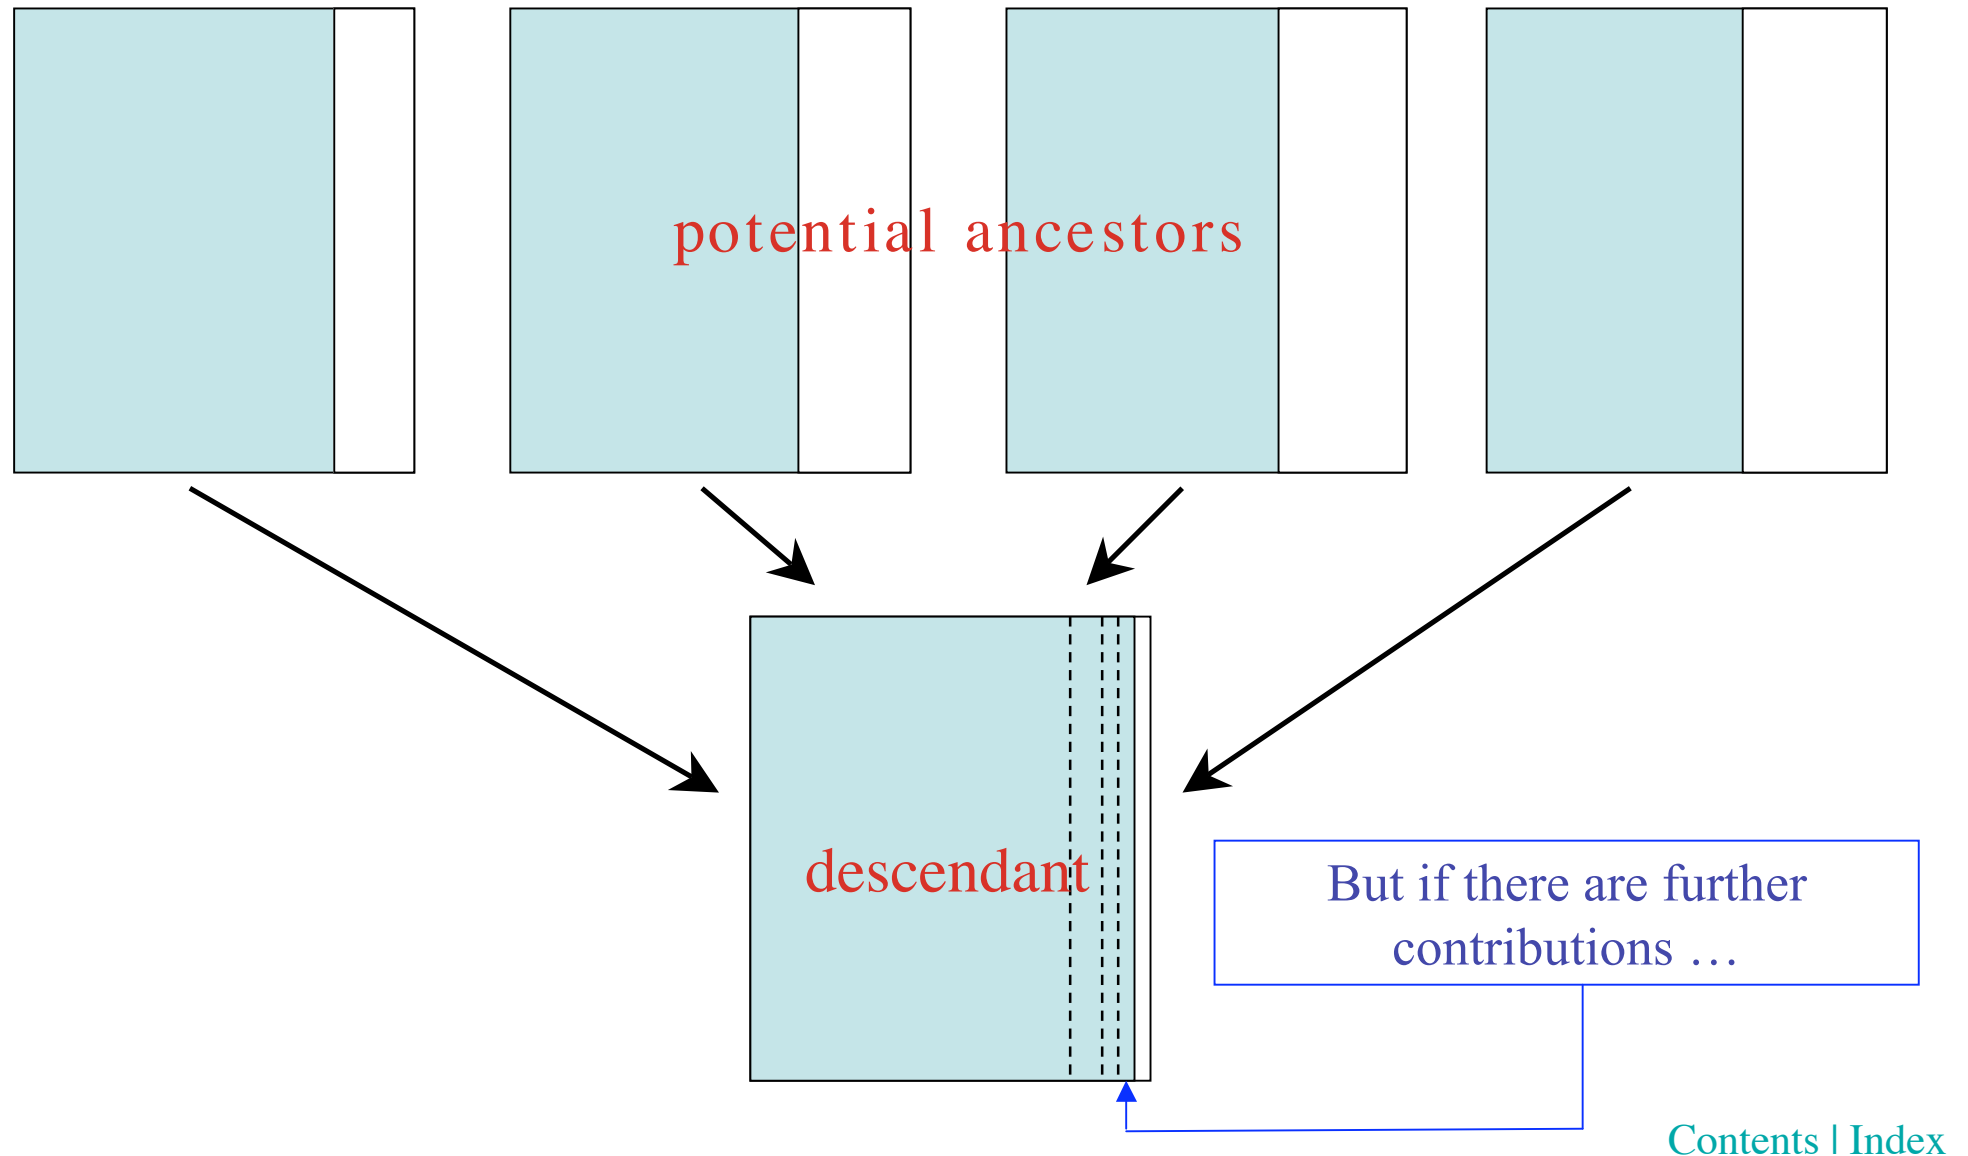 potential ancestors
descendant
But if there are further
contributions …
Contents | Index